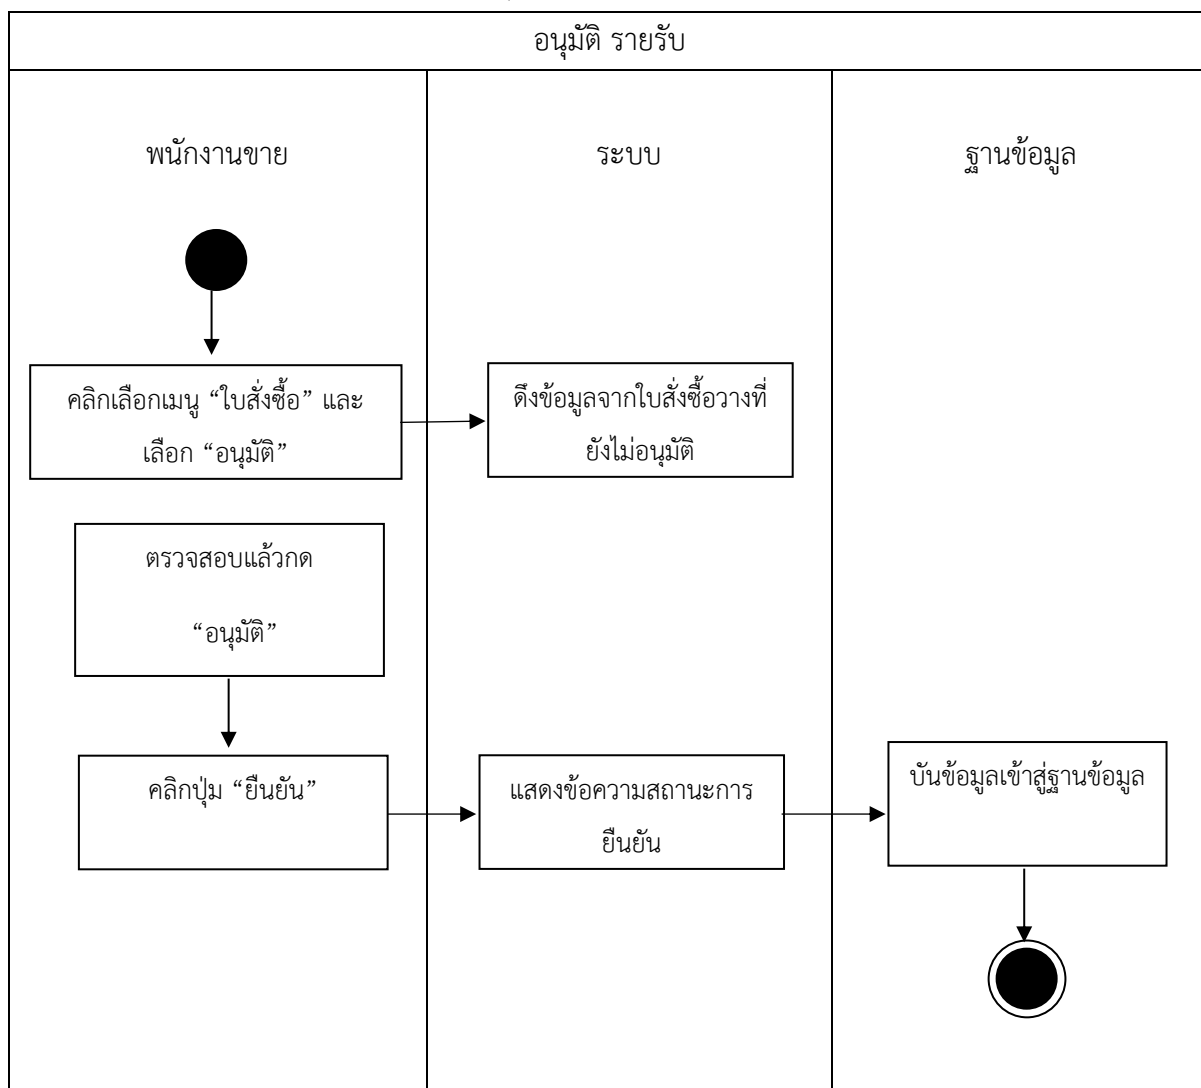 อนุมัติ รายรับ
พนักงานขาย
ระบบ
ฐานข้อมูล
คลิกเลือกเมนู “ใบสั่งซื้อ” และ
เลือก “อนุมัติ”
ดึงข้อมูลจากใบสั่งซื้อวางที่
ยังไม่อนุมัติ
ตรวจสอบแล้วกด
“อนุมัติ”
คลิกปุ่ม “ยืนยัน”
แสดงข้อความสถานะการ
ยืนยัน
บันข้อมูลเข้าสู่ฐานข้อมูล